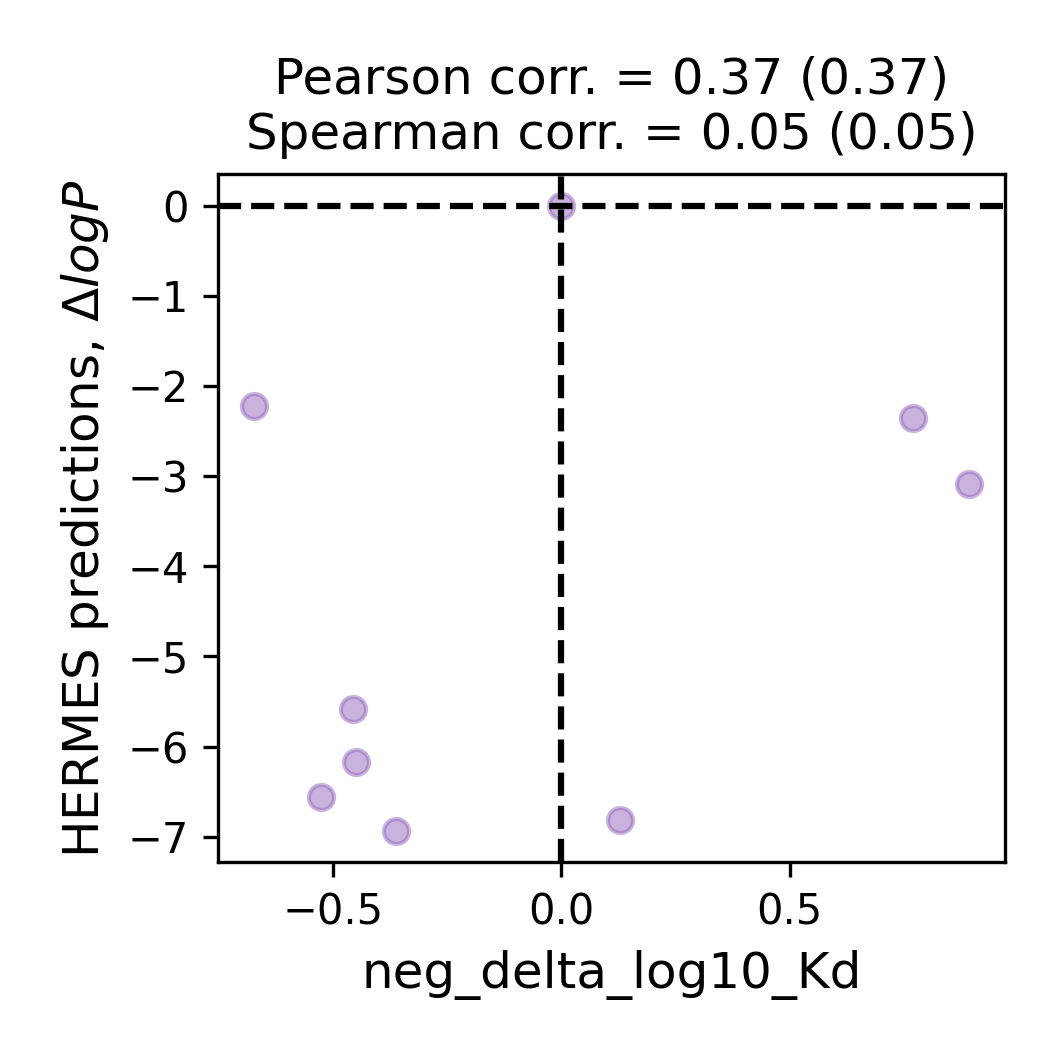 Pearson corr. = 0.37 (0.37)
Spearman corr. = 0.05 (0.05)
HERMES predictions, ΔlogP
0
−1
−2
−3
−4
−5
−6
−7
−0.5
0.0
0.5
neg_delta_log10_Kd